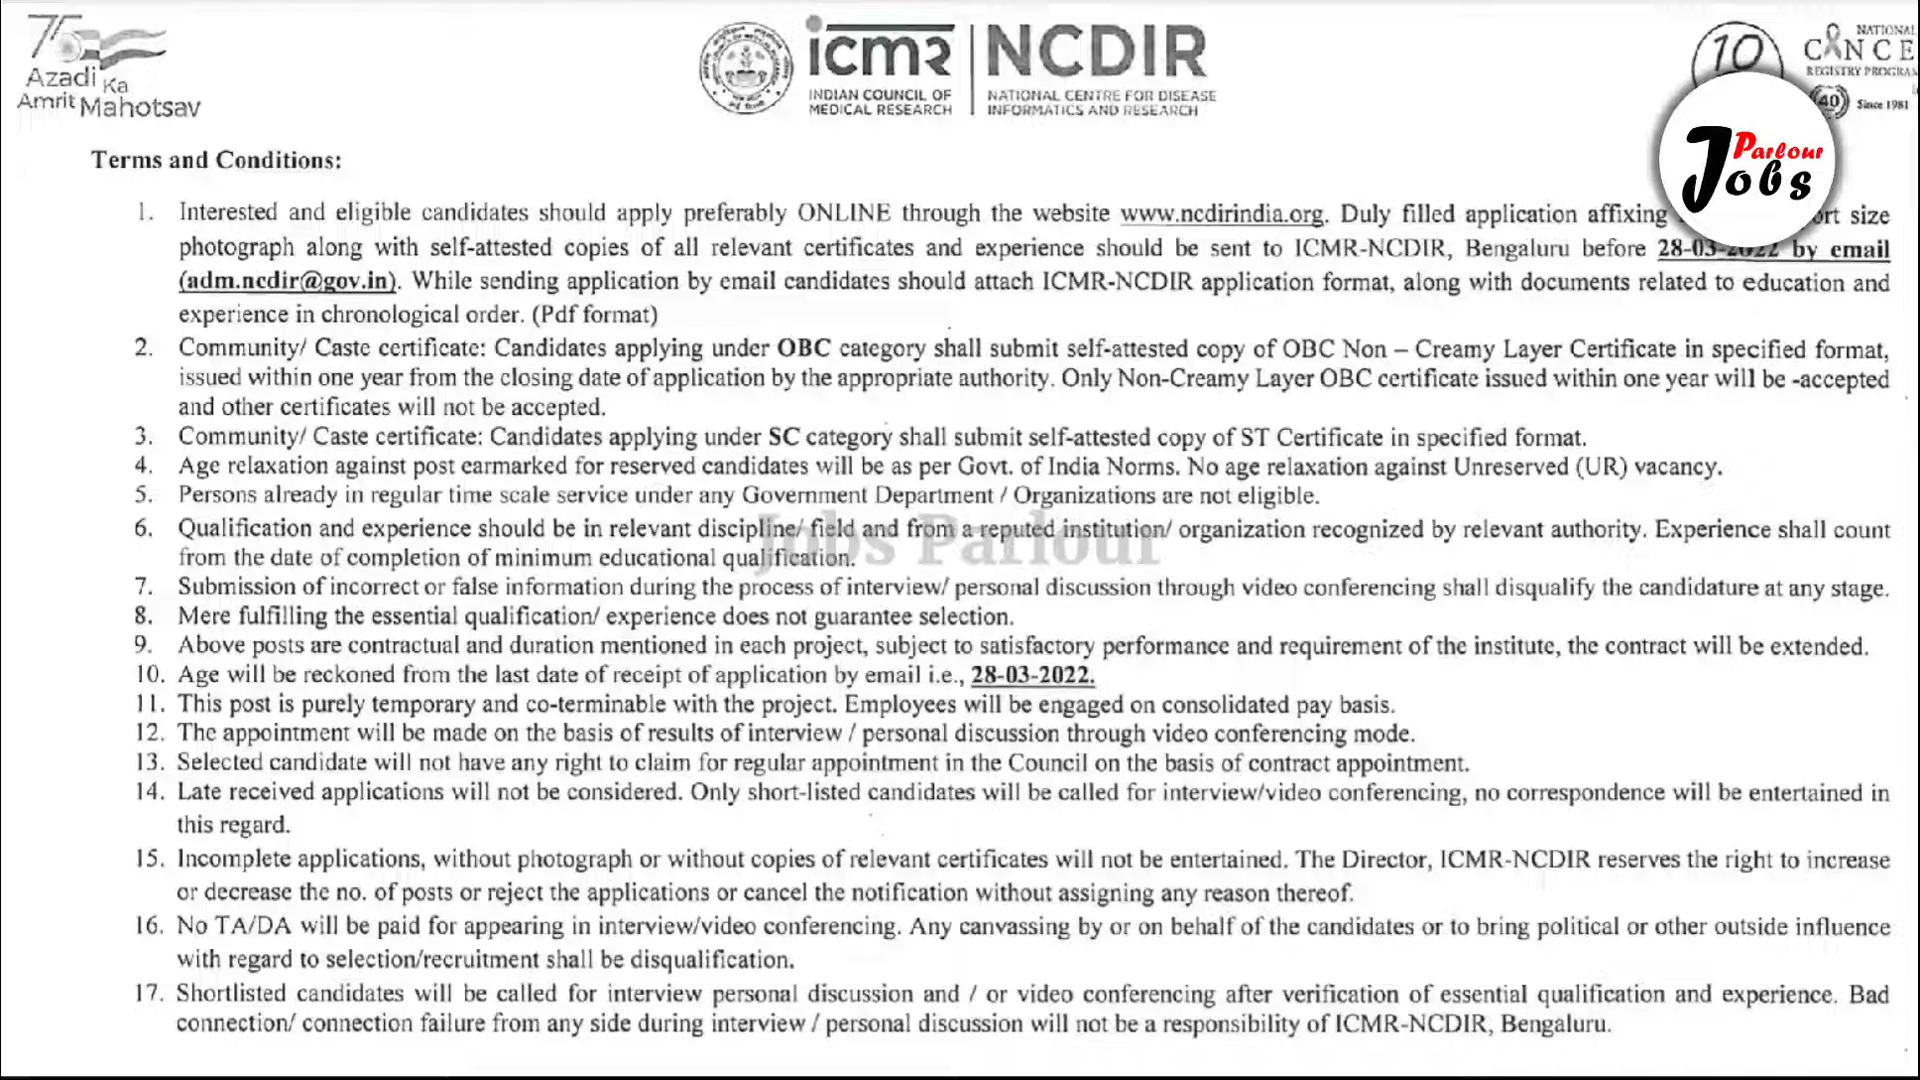 75
Azadi Ka
Amrit Mahotsav
icmr NCDIR
INDIAN COUNCIL OF
MEDICAL RESEARCH
NATIONAL CENTRE FOR DISEASE
INFORMATICS AND RESEARCH
10
NATIONAL
CANCE
REGISTRY PROGRA
40 Since 1981
Parlour
Jobs
Terms and Conditions:
1. Interested and eligible candidates should apply preferably ONLINE through the website www.ncdirindia.org. Duly filled application affixing size
photograph along with self-attested copies of all relevant certificates and experience should be sent to ICMR-NCDIR, Bengaluru before 28-03-2022 by email
(adm.ncdir@gov.in). While sending application by email candidates should attach ICMR-NCDIR application format, along with documents related to education and
experience in chronological order. (Pdf format)
2. Community/ Caste certificate: Candidates applying under OBC category shall submit self-attested copy of OBC Non – Creamy Layer Certificate in specified format,
issued within one year from the closing date of application by the appropriate authority. Only Non-Creamy Layer OBC certificate issued within one year will be -accepted
and other certificates will not be accepted.
3. Community/ Caste certificate: Candidates applying under SC category shall submit self-attested copy of ST Certificate in specified format.
4. Age relaxation against post earmarked for reserved candidates will be as per Govt. of India Norms. No age relaxation against Unreserved (UR) vacancy.
5. Persons already in regular time scale service under any Government Department / Organizations are not eligible.
6. Qualification and experience should be in relevant discipline/ field and from a reputed institution/ organization recognized by relevant authority. Experience shall count
from the date of completion of minimum educational qualification.
Jobs Parlour
7. Submission of incorrect or false information during the process of interview/ personal discussion through video conferencing shall disqualify the candidature at any stage.
8. Mere fulfilling the essential qualification/ experience does not guarantee selection.
9. Above posts are contractual and duration mentioned in each project, subject to satisfactory performance and requirement of the institute, the contract will be extended.
10. Age will be reckoned from the last date of receipt of application by email i.e., 28-03-2022.
11. This post is purely temporary and co-terminable with the project. Employees will be engaged on consolidated pay basis.
12. The appointment will be made on the basis of results of interview / personal discussion through video conferencing mode.
13. Selected candidate will not have any right to claim for regular appointment in the Council on the basis of contract appointment.
14. Late received applications will not be considered. Only short-listed candidates will be called for interview/video conferencing, no correspondence will be entertained in
this regard.
15. Incomplete applications, without photograph or without copies of relevant certificates will not be entertained. The Director, ICMR-NCDIR reserves the right to increase
or decrease the no. of posts or reject the applications or cancel the notification without assigning any reason thereof.
16. No TA/DA will be paid for appearing in interview/video conferencing. Any canvassing by or on behalf of the candidates or to bring political or other outside influence
with regard to selection/recruitment shall be disqualification.
17. Shortlisted candidates will be called for interview personal discussion and / or video conferencing after verification of essential qualification and experience. Bad
connection/ connection failure from any side during interview / personal discussion will not be a responsibility of ICMR-NCDIR, Bengaluru.